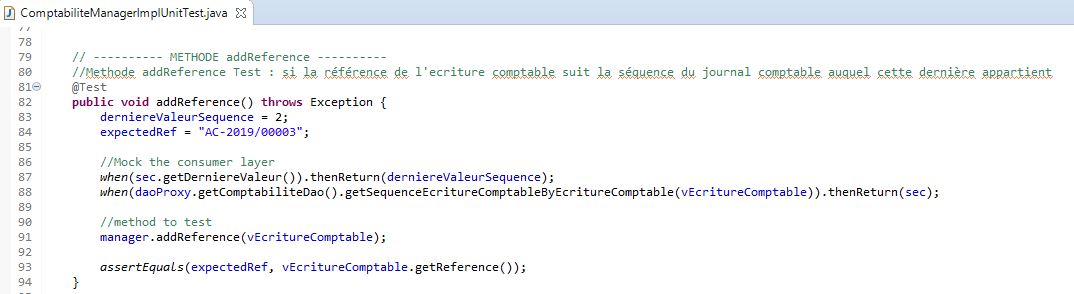 ComptabiliteManagerImplUnitTest.java
78
79 // ---------- METHODE addReference ----------
80 //Methode addReference Test : si la référence de l'ecriture comptable suit la séquence du journal comptable auquel cette dernière appartient
81 @Test
82 public void addReference() throws Exception {
83 derniereValeurSequence = 2;
84 expectedRef = "AC-2019/00003";
85
86 //Mock the consumer layer
87 when(sec.getDerniereValeur()).thenReturn(derniereValeurSequence);
88 when(daoProxy.getComptabiliteDao().getSequenceEcritureComptableByEcritureComptable(vEcritureComptable)).thenReturn(sec);
89
90 //method to test
91 manager.addReference(vEcritureComptable);
92
93 assertEquals(expectedRef, vEcritureComptable.getReference());
94 }